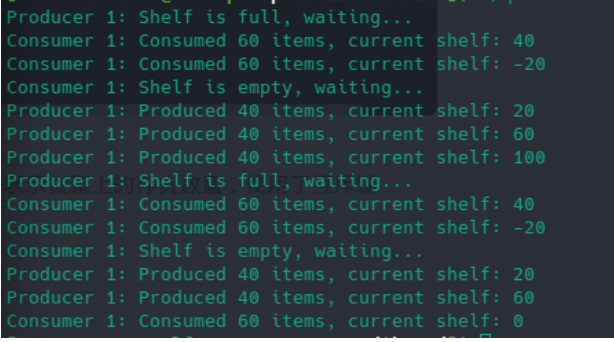 Producer 1: Shelf is full, waiting...
Consumer 1: Consumed 60 items, current shelf: 40
Consumer 1: Consumed 60 items, current shelf: -20
Consumer 1: Shelf is empty, waiting...
Producer 1: Produced 40 items, current shelf: 20
Producer 1: Produced 40 items, current shelf: 60
Producer 1: Produced 40 items, current shelf: 100
Producer 1: Shelf is full, waiting...
Consumer 1: Consumed 60 items, current shelf: 40
Consumer 1: Consumed 60 items, current shelf: -20
Consumer 1: Shelf is empty, waiting...
Producer 1: Produced 40 items, current shelf: 20
Producer 1: Produced 40 items, current shelf: 60
Consumer 1: Consumed 60 items, current shelf: 0